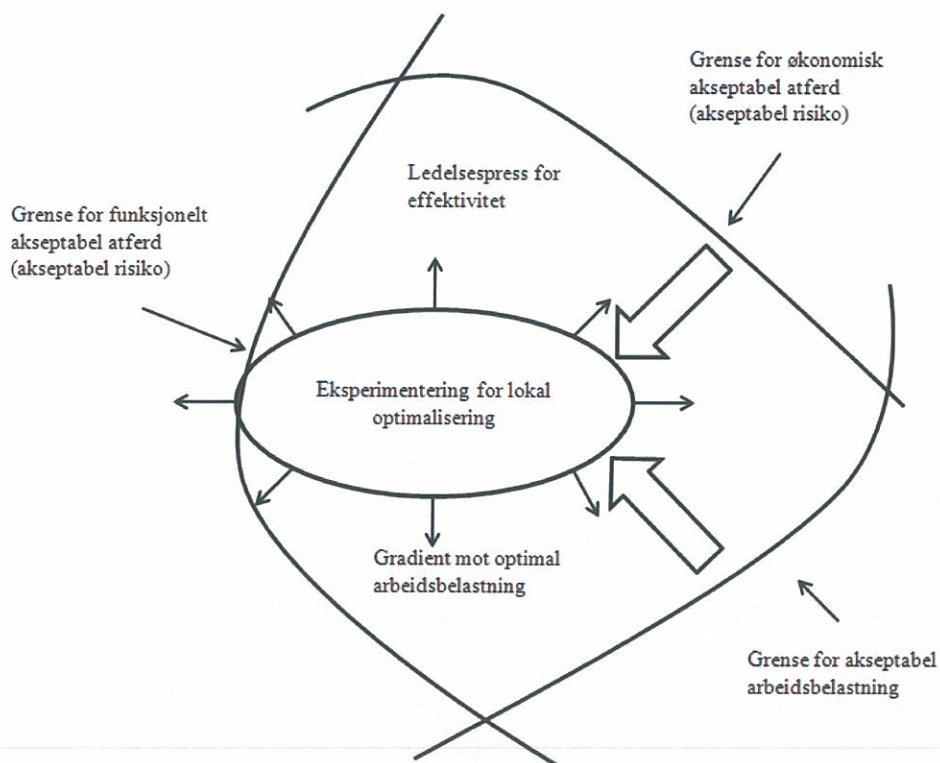 Grense for økonomisk
akseptabel atferd
(akseptabel risiko)
Ledelsespress for
effektivitet
Grense for funksjonelt
akseptabel atferd
(akseptabel risiko)
Eksperimentering for lokal
optimalisering
Gradient mot optimal
arbeidsbelastning
Grense for akseptabel
arbeidsbelastning